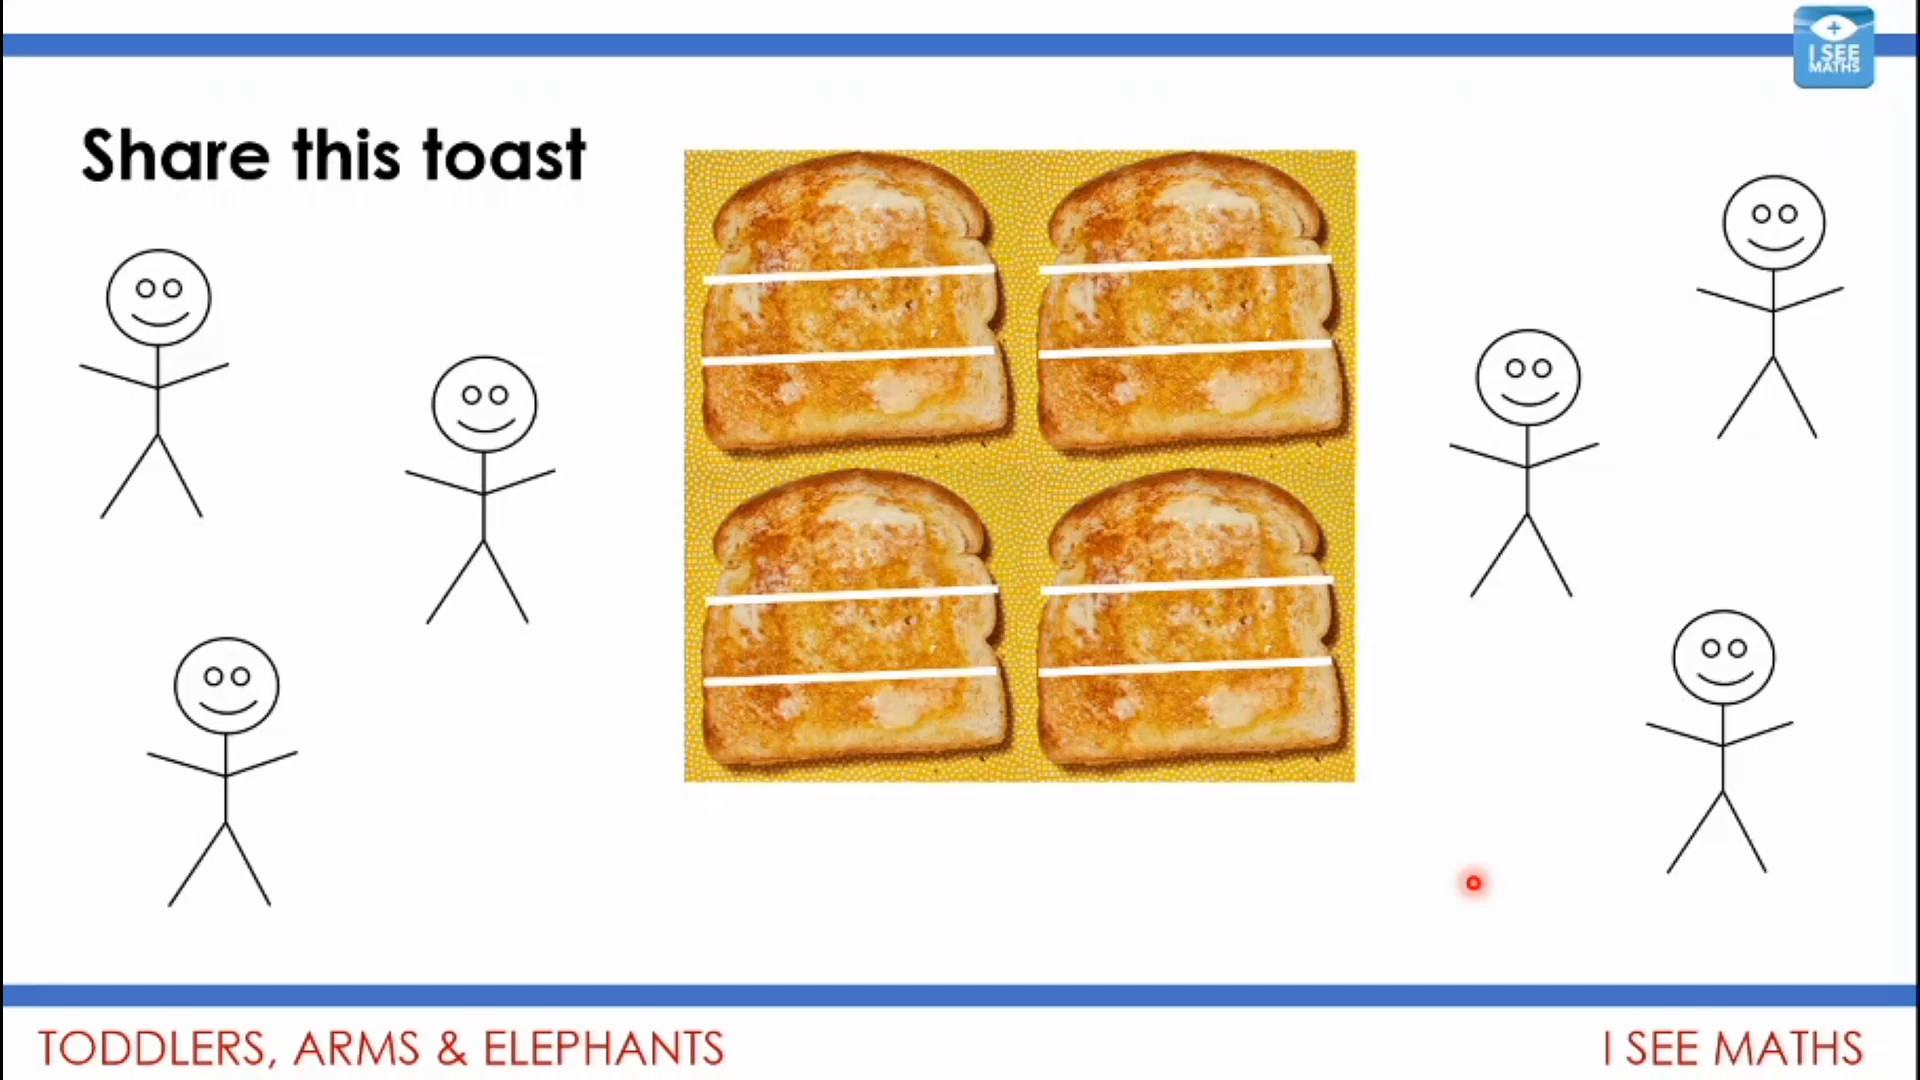 I SEE
MATHS
Share this toast
TODDLERS, ARMS & ELEPHANTS
I SEE MATHS